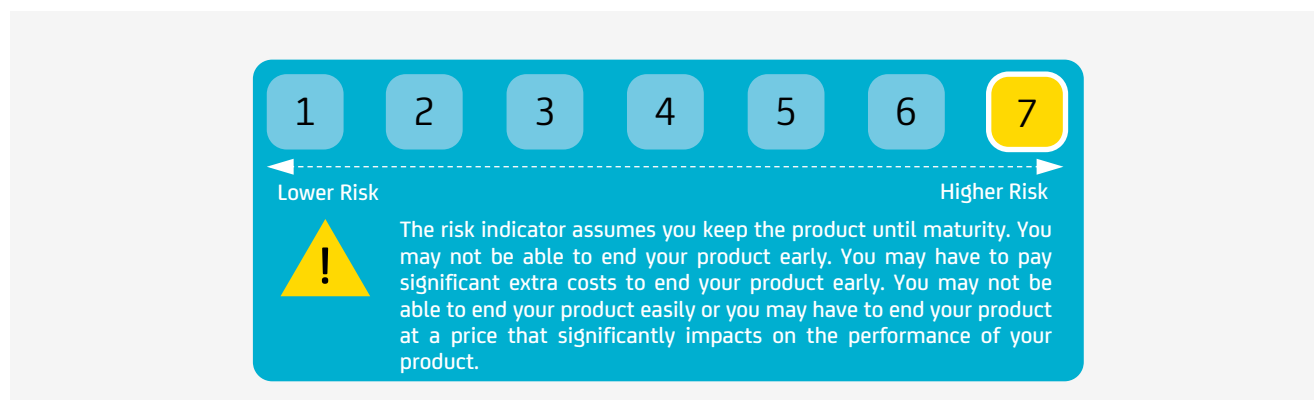 1 2 3 4 5 6 7
Lower Risk Higher Risk
!
The risk indicator assumes you keep the product until maturity. You
may not be able to end your product early. You may have to pay
significant extra costs to end your product early. You may not be
able to end your product easily or you may have to end your product
at a price that significantly impacts on the performance of your
product.